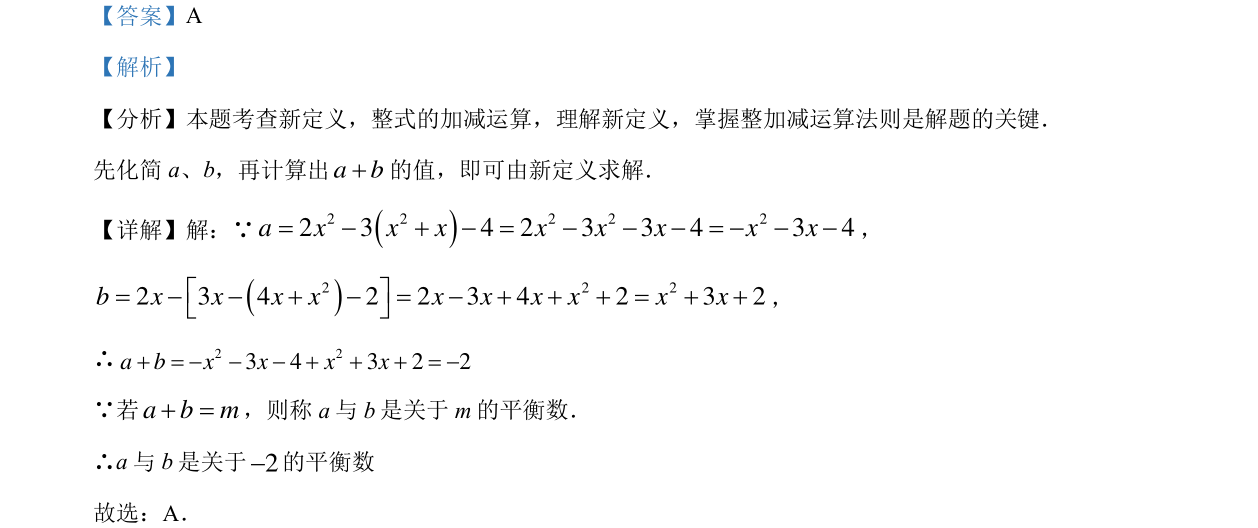 【答案】A
【解析】
【分析】本题考查新定义，整式的加减运算，理解新定义，掌握整加减运算法则是解题的关键．
先化简 a、b，再计算出 a+b 的值，即可由新定义求解．
【详解】解：∵ a=2x²−3(x²+x)−4=2x²−3x²−3x−4=−x²−3x−4，
b=2x−[3x−(4x+x²)−2]=2x−3x+4x+x²+2=x²+3x+2，
∴ a+b=−x²−3x−4+x²+3x+2=−2
∵若 a+b=m，则称 a 与 b 是关于 m 的平衡数．
∴a 与 b 是关于 −2 的平衡数
故选：A．